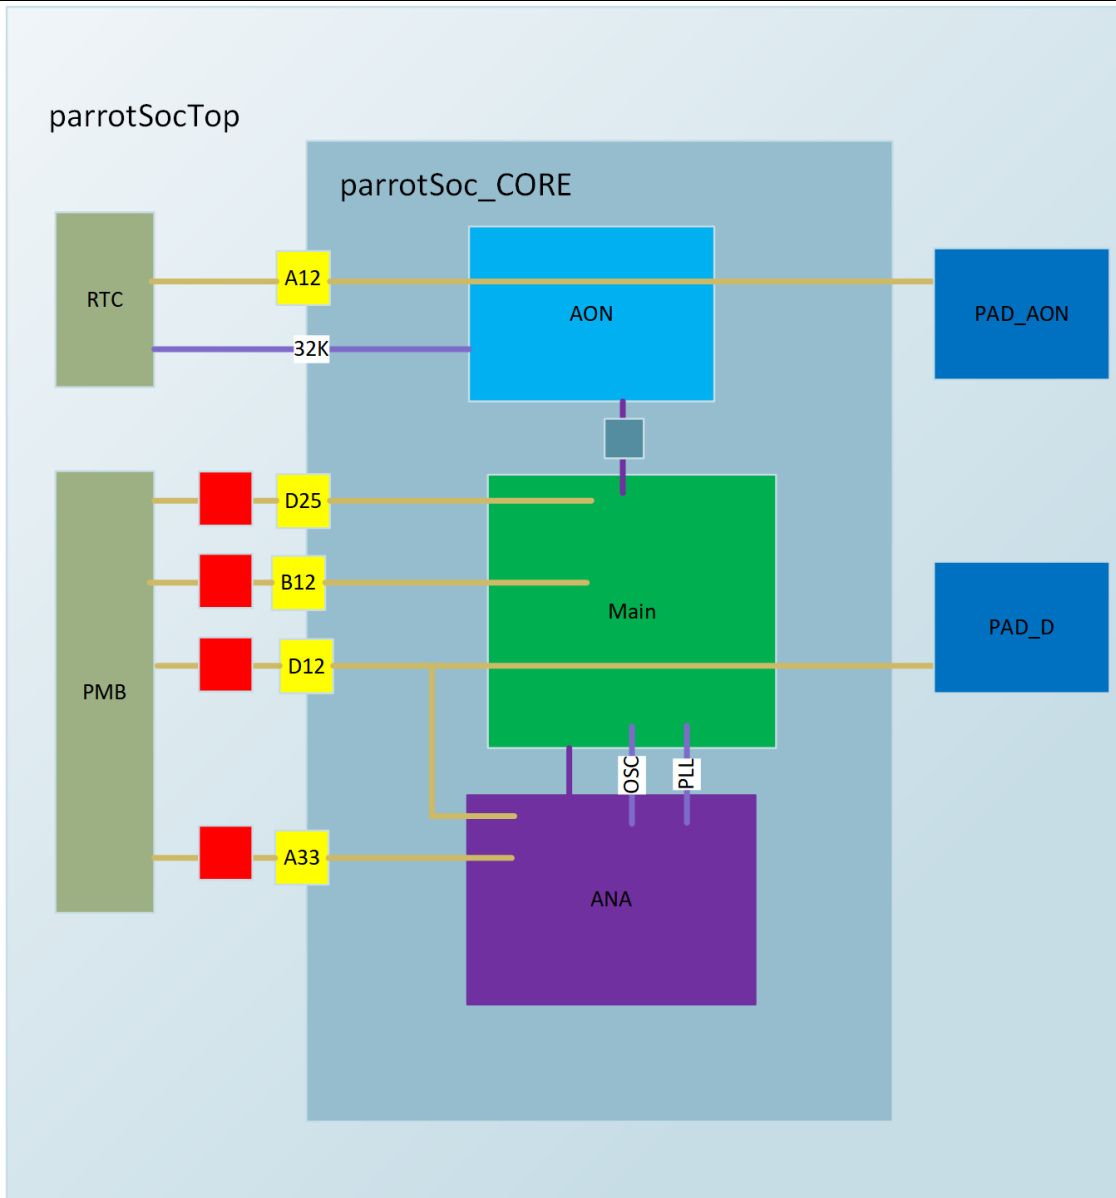 parrotSocTop
parrotSoc_CORE
RTC
A12
AON
PAD_AON
32K
D25
B12
Main
D12
PAD_D
PMB
OSC
PLL
A33
ANA